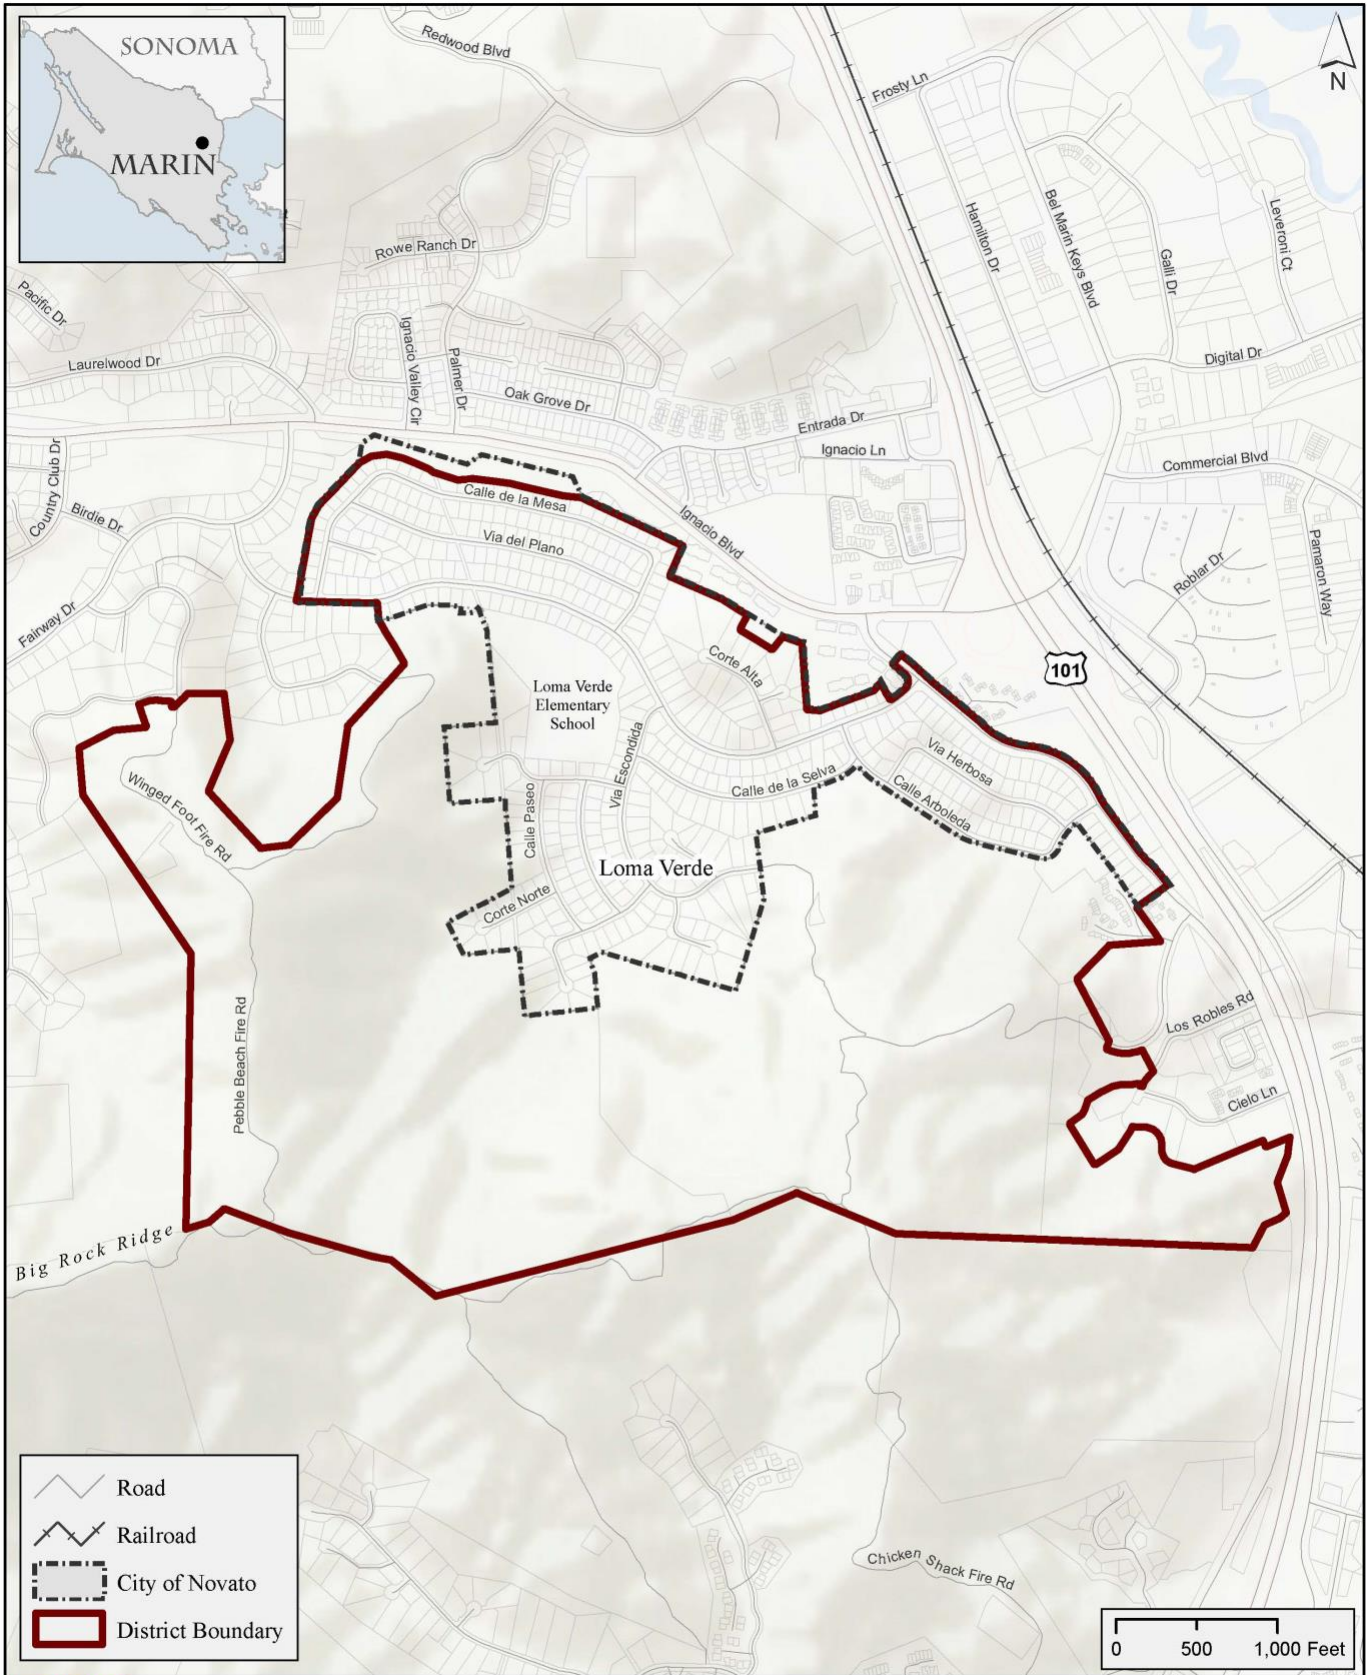 SONOMA
MARIN
N
Redwood Blvd
Frosty Ln
Rowe Ranch Dr
Hamilton Dr
Bel Marin Keys Blvd
Galli Dr
Leveroni Ct
Pacific Dr
Laurelwood Dr
Ignacio Valley Cir
Palmer Dr
Oak Grove Dr
Digital Dr
Entrada Dr
Ignacio Ln
Commercial Blvd
Country Club Dr
Birdie Dr
Calle de la Mesa
Via del Plano
Ignacio Blvd
Roblar Dr
Pamaron Way
Fairway Dr
Corte Alta
101
Loma Verde
Elementary
School
Via Escondida
Via Herbosa
Calle de la Selva
Calle Arboleda
Winged Foot Fire Rd
Calle Paseo
Loma Verde
Corte Norte
Pebble Beach Fire Rd
Los Robles Rd
Cielo Ln
Big Rock Ridge
Chicken Shack Fire Rd
Road
Railroad
City of Novato
District Boundary
0 500 1,000 Feet